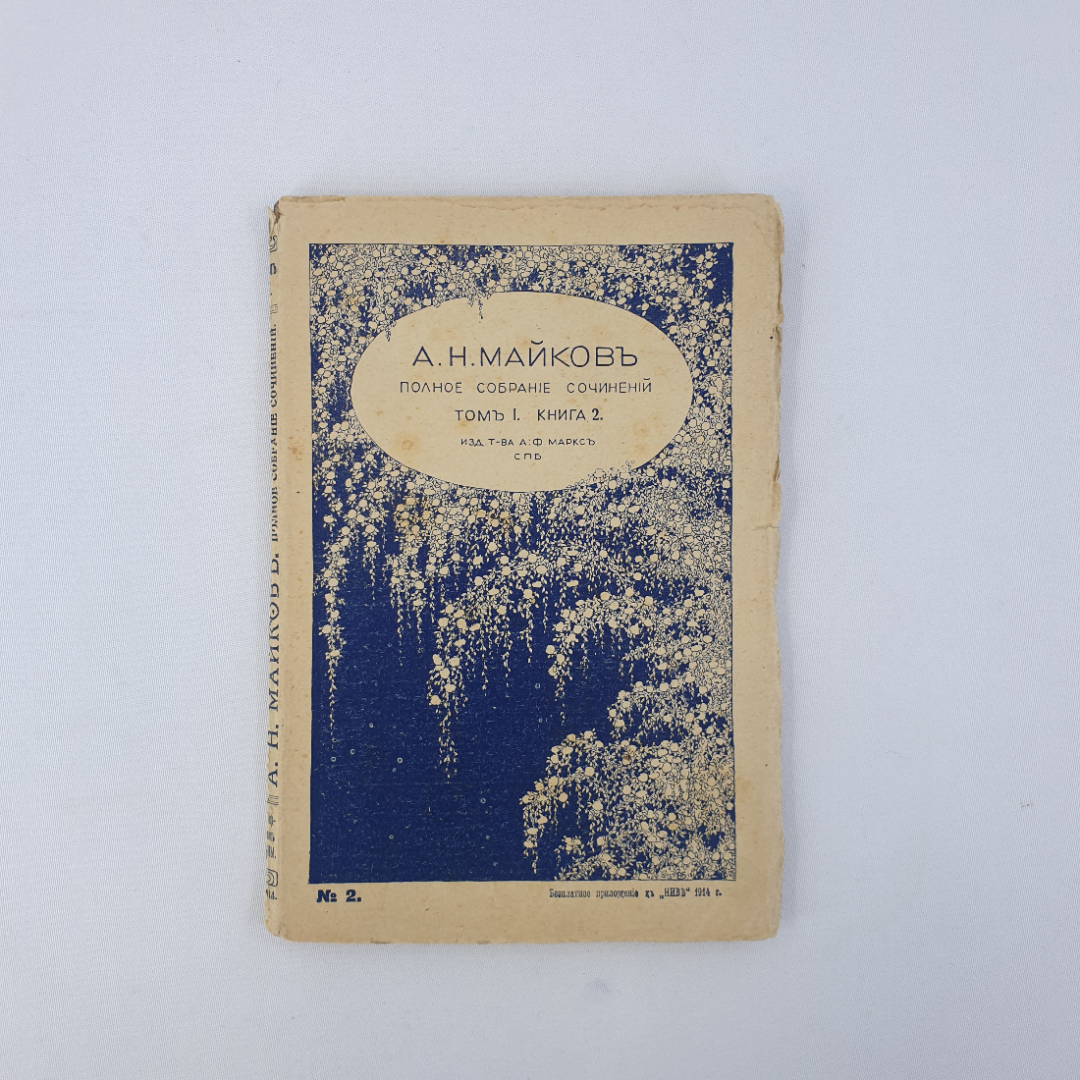 А. Н. МАЙКОВЪ
ПОЛНОЕ СОБРАНІЕ СОЧИНЕНІЙ
ТОМЪ I. КНИГА 2.
ИЗД. Т-ВА А. Ф МАРКСЪ
СПБ
№ 2.
Безплатное приложеніе къ „НИВѢ" 1914 г.
А. Н. МАЙКОВЪ. ПОЛНОЕ СОБРАНІЕ СОЧИНЕНІЙ.